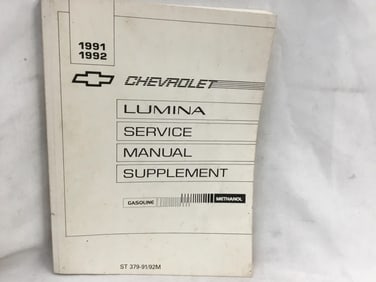 1991
1992
CHEVROLET
LUMINA
SERVICE
MANUAL
SUPPLEMENT
GASOLINE METHANOL
ST 379-91/92M